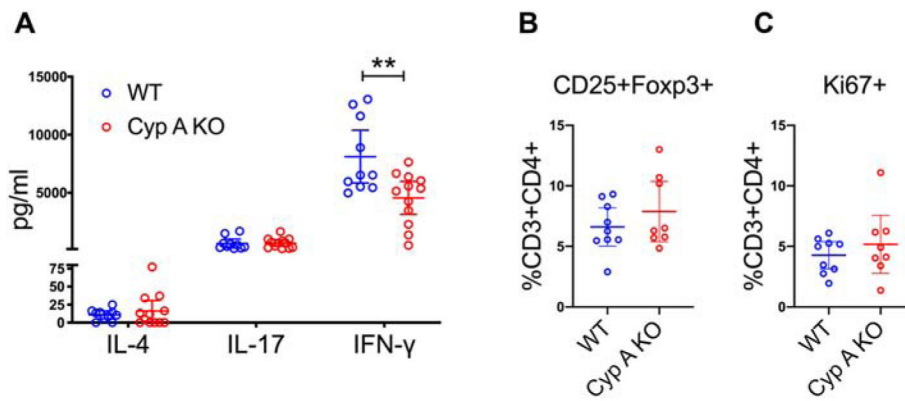 A
pg/ml
15000
10000
5000
75
50
25
0
WT
Cyp A KO
**
IL-4 IL-17 IFN-γ
B
CD25+Foxp3+
%CD3+CD4+
15
10
5
0
WT
Cyp A KO
C
Ki67+
%CD3+CD4+
15
10
5
0
WT
Cyp A KO